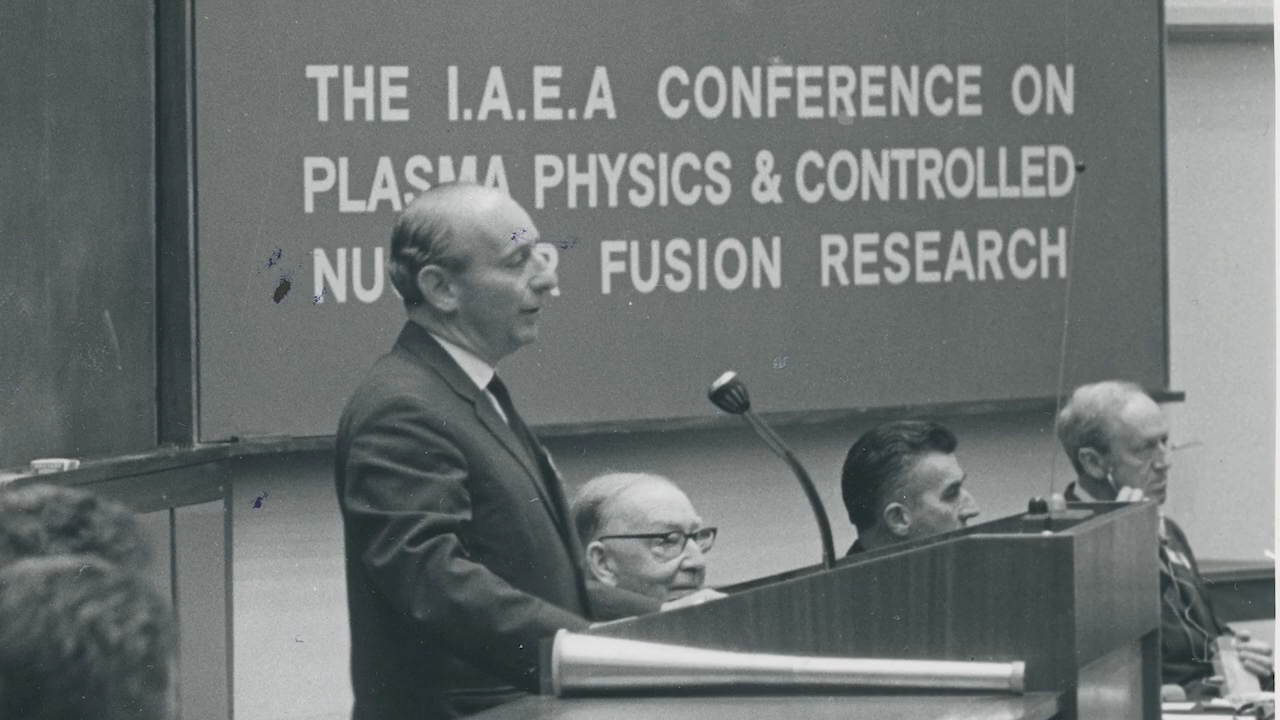 THE I.A.E.A CONFERENCE ON
PLASMA PHYSICS & CONTROLLED
FUSION RESEARCH